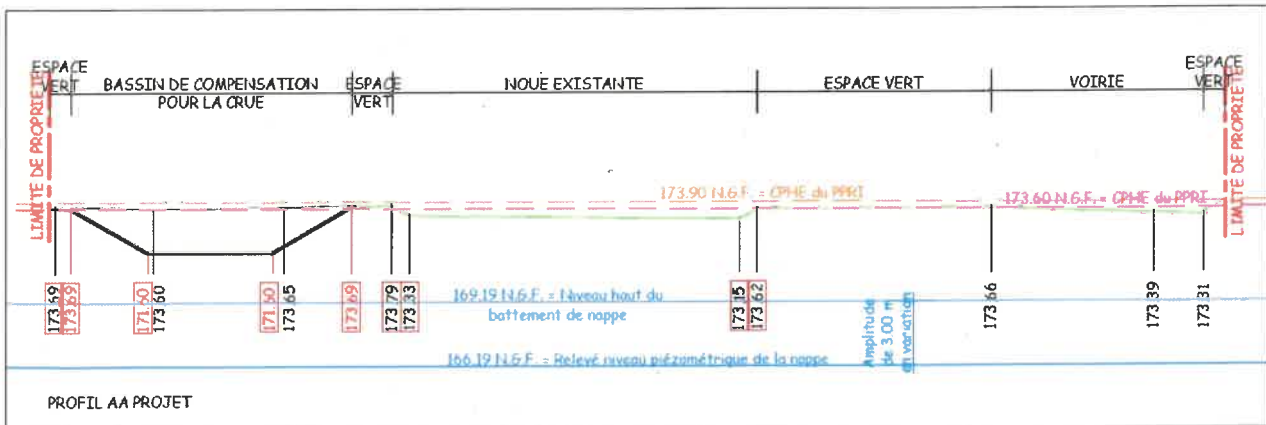 ESPACE
VERT
BASSIN DE COMPENSATION
POUR LA CRUE
ESPACE
VERT
NOUE EXISTANTE
ESPACE VERT
VOIRIE
ESPACE
VERT
LIMITE DE PROPRIETE
LIMITE DE PROPRIETE
173.90 N.G.F. = CPHE du PPRI
173.60 N.G.F. = CPHE du PPRI
173.69
173.69
171.60
173.60
171.60
173.65
173.69
173.79
173.33
173.15
173.62
173.66
173.39
173.31
169.19 N.G.F. = Niveau haut du
battement de nappe
Amplitude
de 3.00 m
en variation
166.19 N.G.F. = Relevé niveau piézométrique de la nappe
PROFIL AA PROJET